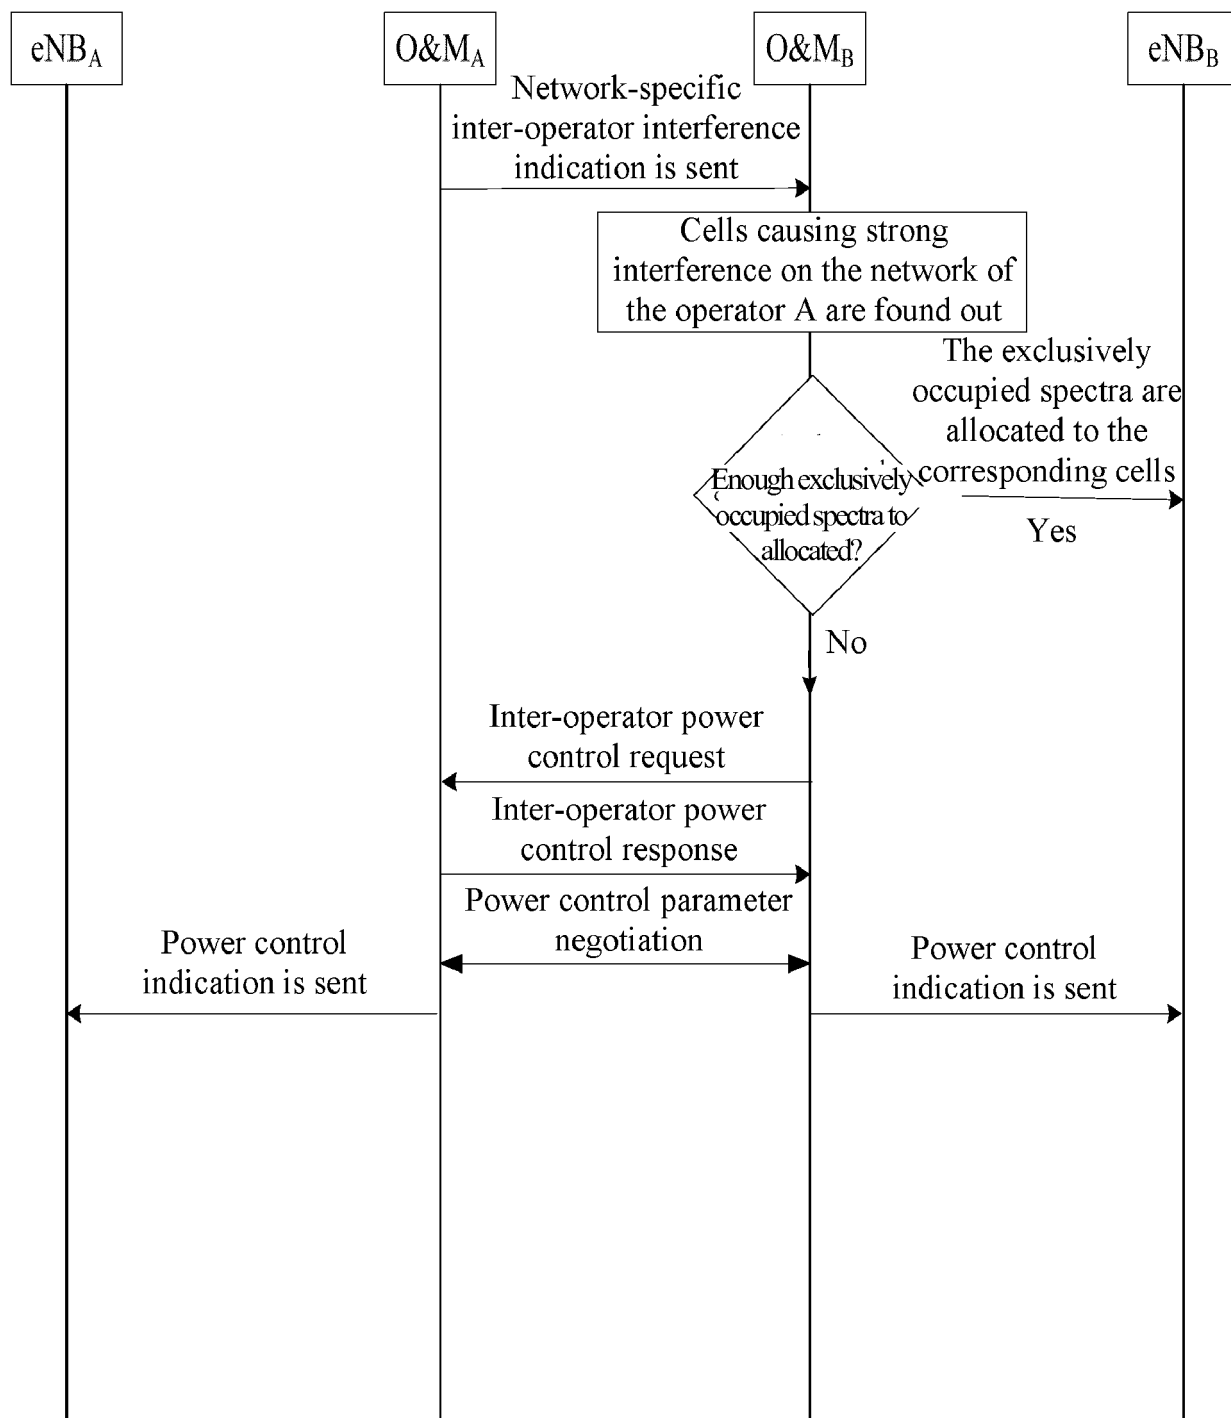 eNBA
O&MA
O&MB
eNBB
Network-specific
inter-operator interference
indication is sent
Cells causing strong
interference on the network of
the operator A are found out
The exclusively
occupied spectra are
allocated to the
corresponding cells
Enough exclusively
occupied spectra to
allocated?
Yes
No
Inter-operator power
control request
Inter-operator power
control response
Power control parameter
negotiation
Power control
indication is sent
Power control
indication is sent